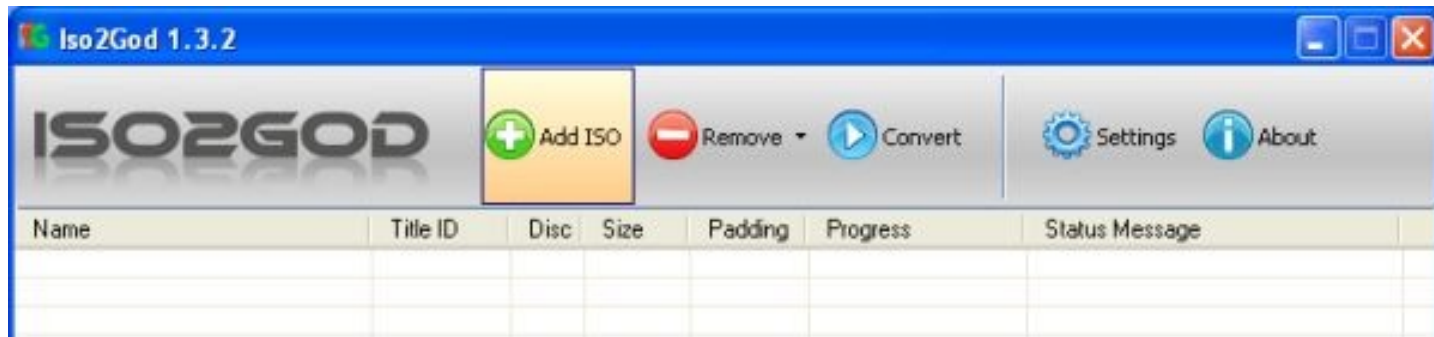 Iso2God 1.3.2
ISO2GOD Add ISO Remove Convert Settings About
Name Title ID Disc Size Padding Progress Status Message